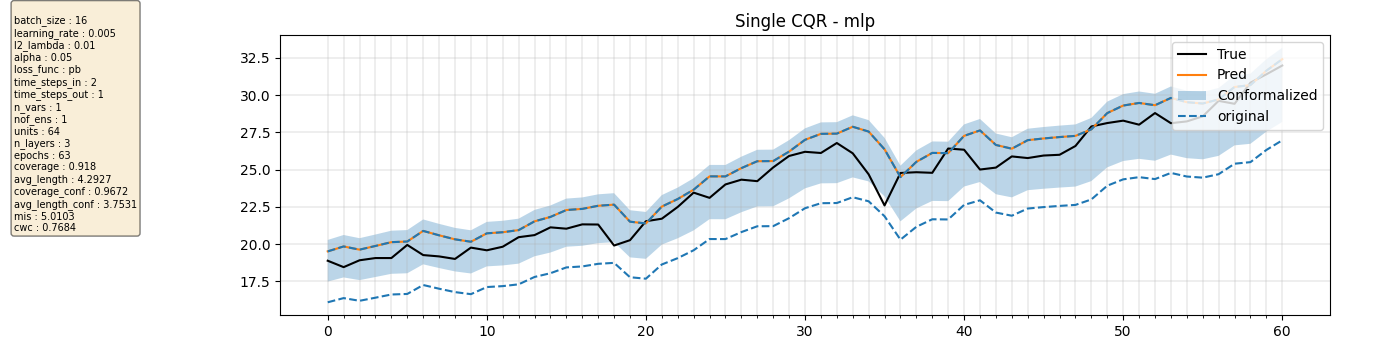 batch_size : 16
learning_rate : 0.005
l2_lambda : 0.01
alpha : 0.05
loss_func : pb
time_steps_in : 2
time_steps_out : 1
n_vars : 1
nof_ens : 1
units : 64
n_layers : 3
epochs : 63
coverage : 0.918
avg_length : 4.2927
coverage_conf : 0.9672
avg_length_conf : 3.7531
mis : 5.0103
cwc : 0.7684
Single CQR - mlp
32.5
30.0
27.5
25.0
22.5
20.0
17.5
0 10 20 30 40 50 60
True
Pred
Conformalized
original